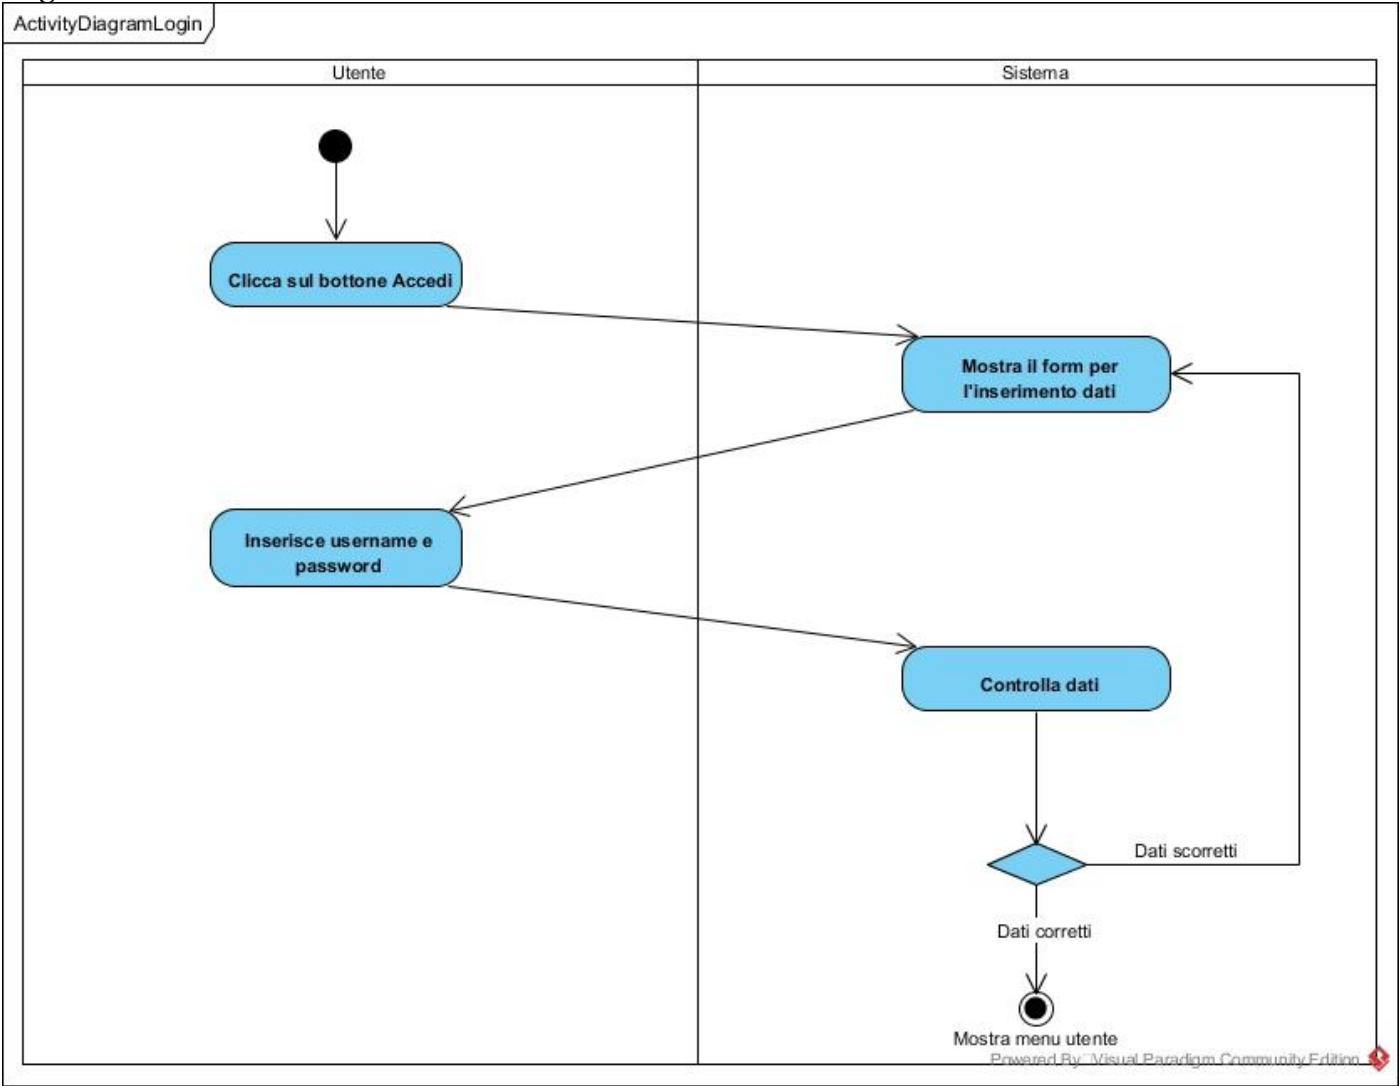 ActivityDiagramLogin
Utente
Sistema
Clicca sul bottone Accedi
Mostra il form per
l'inserimento dati
Inserisce username e
password
Controlla dati
Dati scorretti
Dati corretti
Mostra menu utente
Powered By Visual Paradigm Community Edition